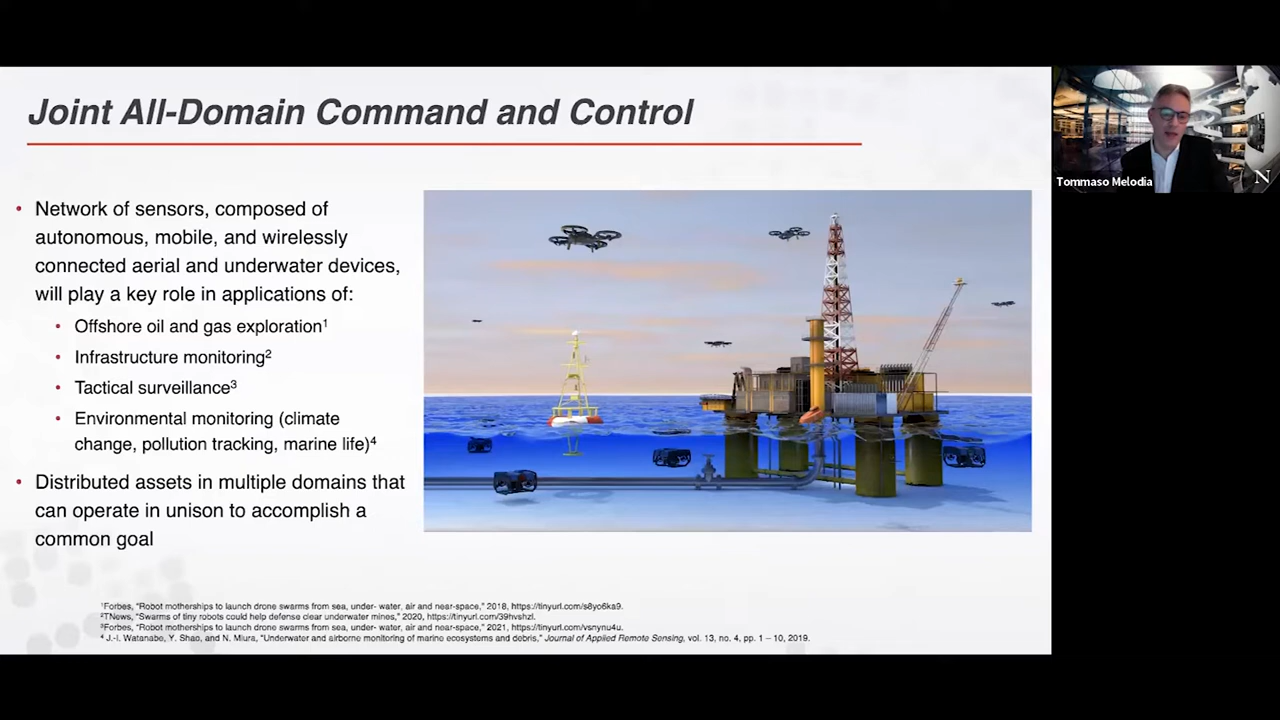 Joint All-Domain Command and Control
• Network of sensors, composed of
autonomous, mobile, and wirelessly
connected aerial and underwater devices,
will play a key role in applications of:
• Offshore oil and gas exploration¹
• Infrastructure monitoring²
• Tactical surveillance³
• Environmental monitoring (climate
change, pollution tracking, marine life)⁴
• Distributed assets in multiple domains that
can operate in unison to accomplish a
common goal
¹Forbes, "Robot motherships to launch drone swarms from sea, under- water, air and near-space," 2018, https://tinyurl.com/s8yo6ka9.
²TNews, "Swarms of tiny robots could help defense clear underwater mines," 2020, https://tinyurl.com/39hvshzl.
³Forbes, "Robot motherships to launch drone swarms from sea, under- water, air and near-space," 2021, https://tinyurl.com/vsnynu4u.
⁴ J.-I. Watanabe, Y. Shao, and N. Miura, "Underwater and airborne monitoring of marine ecosystems and debris," Journal of Applied Remote Sensing, vol. 13, no. 4, pp. 1 – 10, 2019.
Tommaso Melodia
N